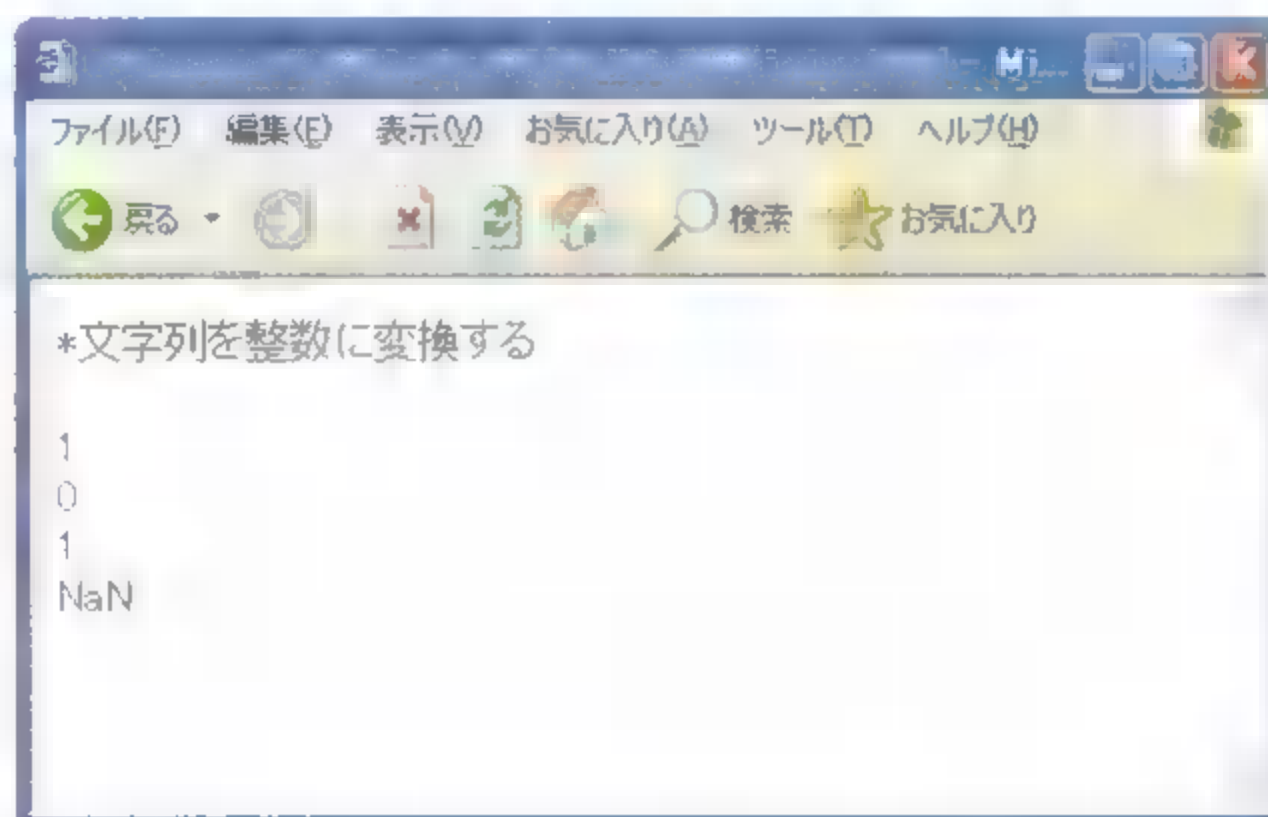 Mi...
ファイル(F) 編集(E) 表示(V) お気に入り(A) ツール(T) ヘルプ(H)
戻る 検索 お気に入り
*文字列を整数に変換する
1
0
1
NaN